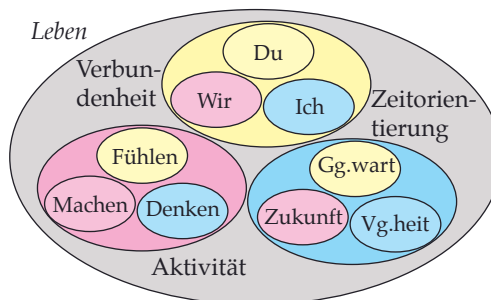 Leben
Du
Verbun-
denheit
Wir
Ich
Zeitorien-
tierung
Fühlen
Gg.wart
Machen
Denken
Zukunft
Vg.heit
Aktivität